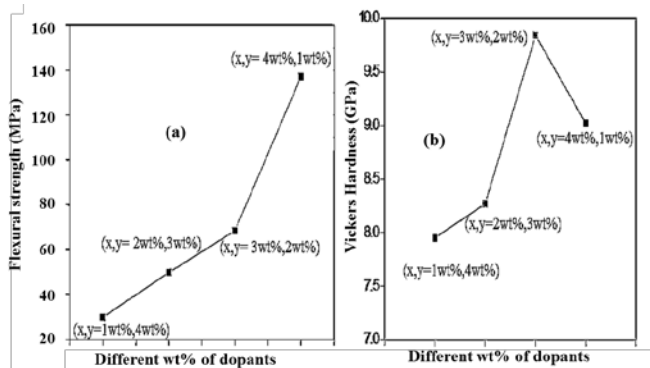 160
140
120
100
80
60
40
20
Flexural strength (MPa)
(x,y= 4wt%,1wt%)
(a)
(x,y= 2wt%,3wt%)
(x,y= 3wt%,2wt%)
(x,y=1wt%,4wt%)
Different wt% of dopants
10.0
9.5
9.0
8.5
8.0
7.5
7.0
Vickers Hardness (GPa)
(x,y=3wt%,2wt%)
(b)
(x,y=4wt%,1wt%)
(x,y=2wt%,3wt%)
(x,y=1wt%,4wt%)
Different wt% of dopants